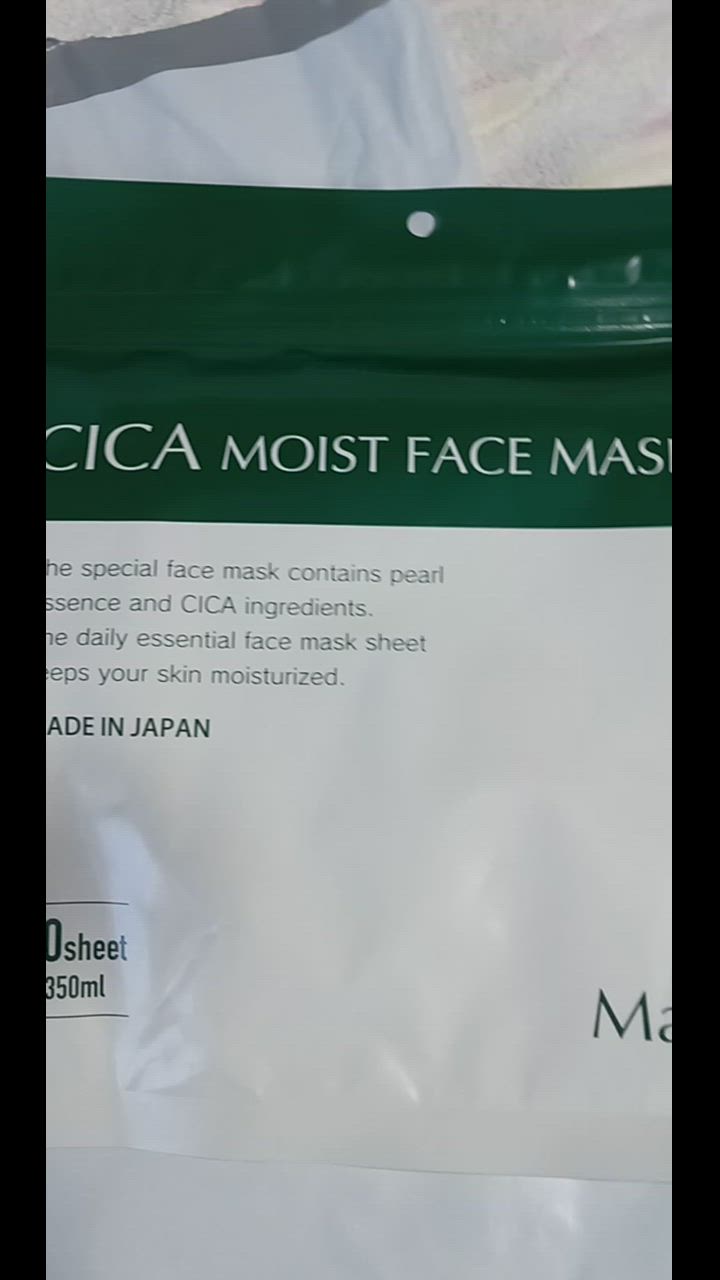 CICA MOIST FACE MAS
he special face mask contains pearl
ssence and CICA ingredients.
he daily essential face mask sheet
eeps your skin moisturized.
ADE IN JAPAN
0sheet
350ml
Ma